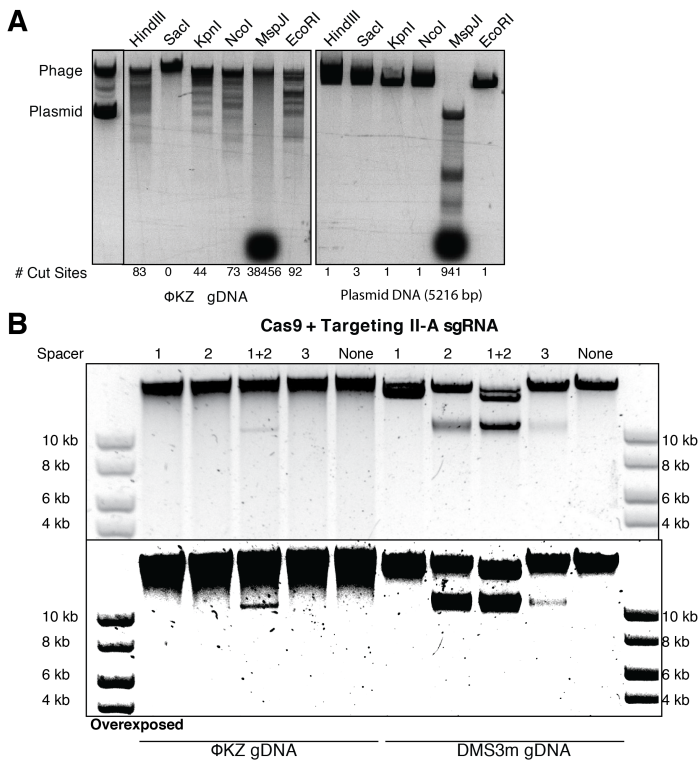 A
HindIII SacI KpnI NcoI MspJI EcoRI HindIII SacI KpnI NcoI MspJI EcoRI
Phage
Plasmid
# Cut Sites 83 0 44 73 38456 92 1 3 1 1 941 1
ΦKZ gDNA Plasmid DNA (5216 bp)
B
Cas9 + Targeting II-A sgRNA
Spacer 1 2 1+2 3 None 1 2 1+2 3 None
10 kb 10 kb
8 kb 8 kb
6 kb 6 kb
4 kb 4 kb
10 kb 10 kb
8 kb 8 kb
6 kb 6 kb
4 kb 4 kb
Overexposed
ΦKZ gDNA DMS3m gDNA